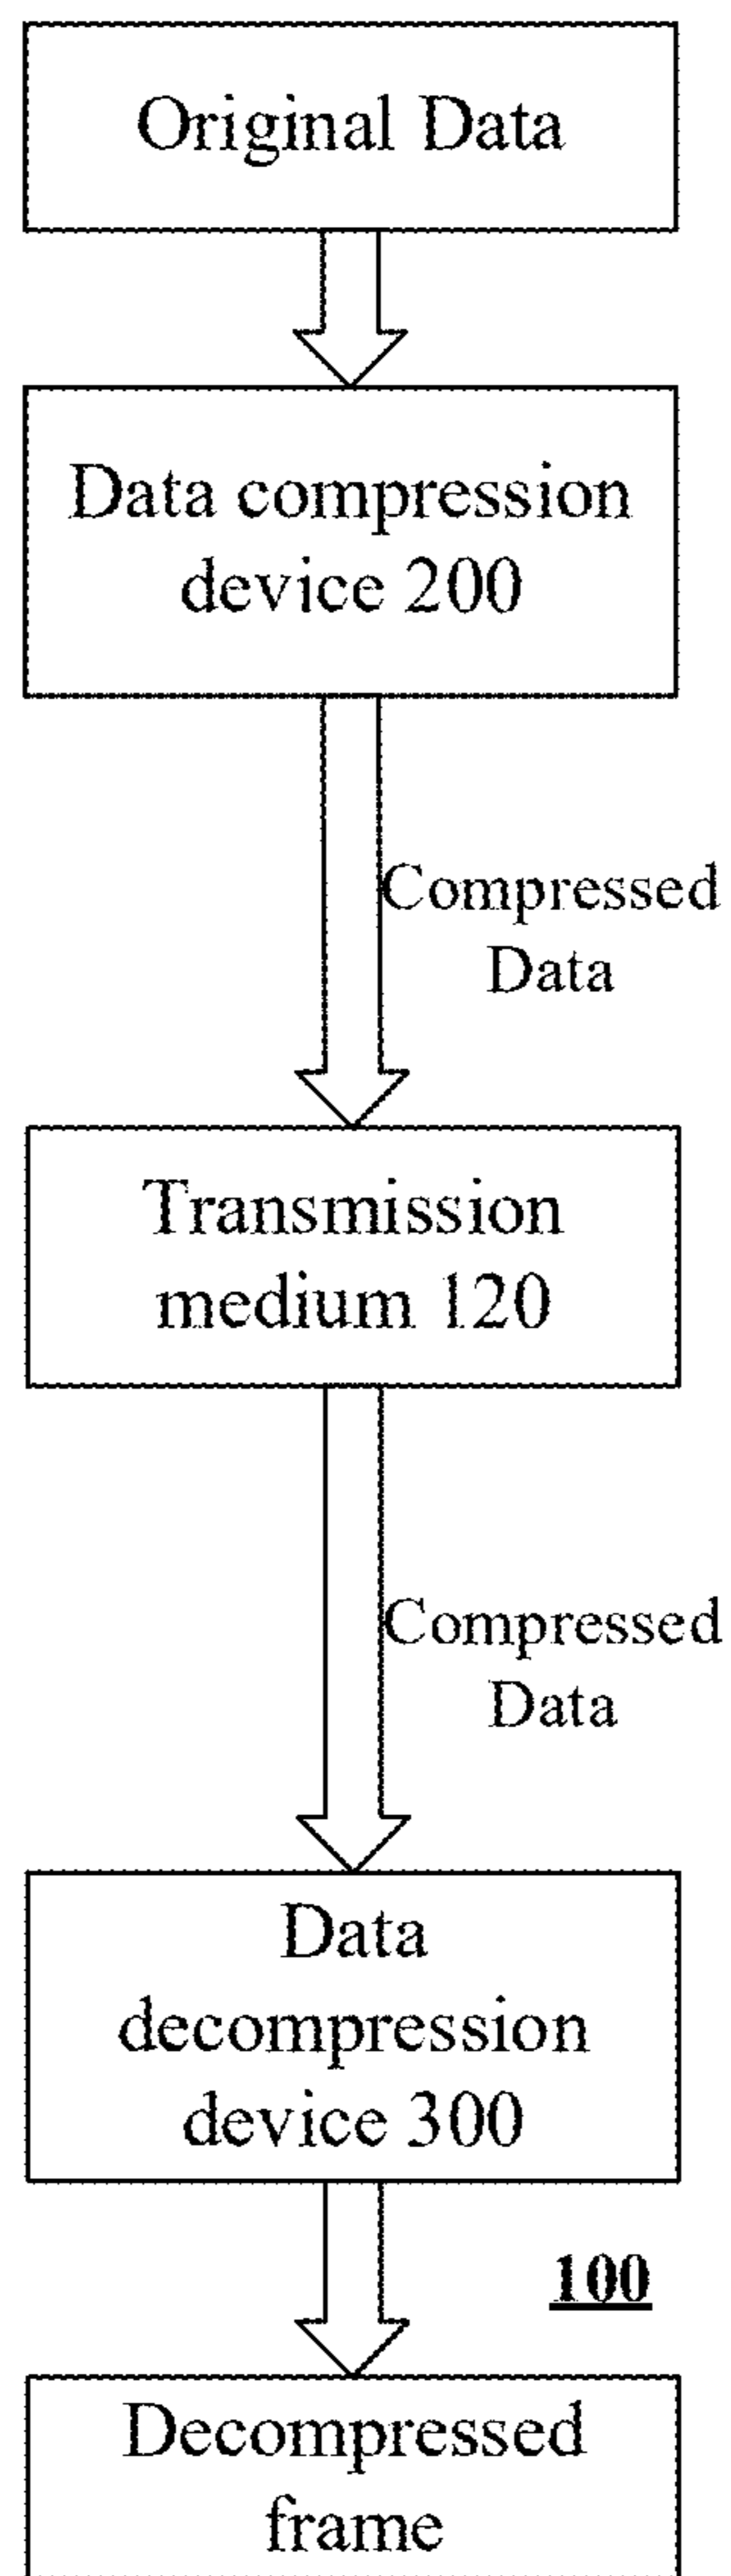 Original Data
Data compression
device 200
Compressed
Data
Transmission
medium 120
Compressed
Data
Data
decompression
device 300
100
Decompressed
frame